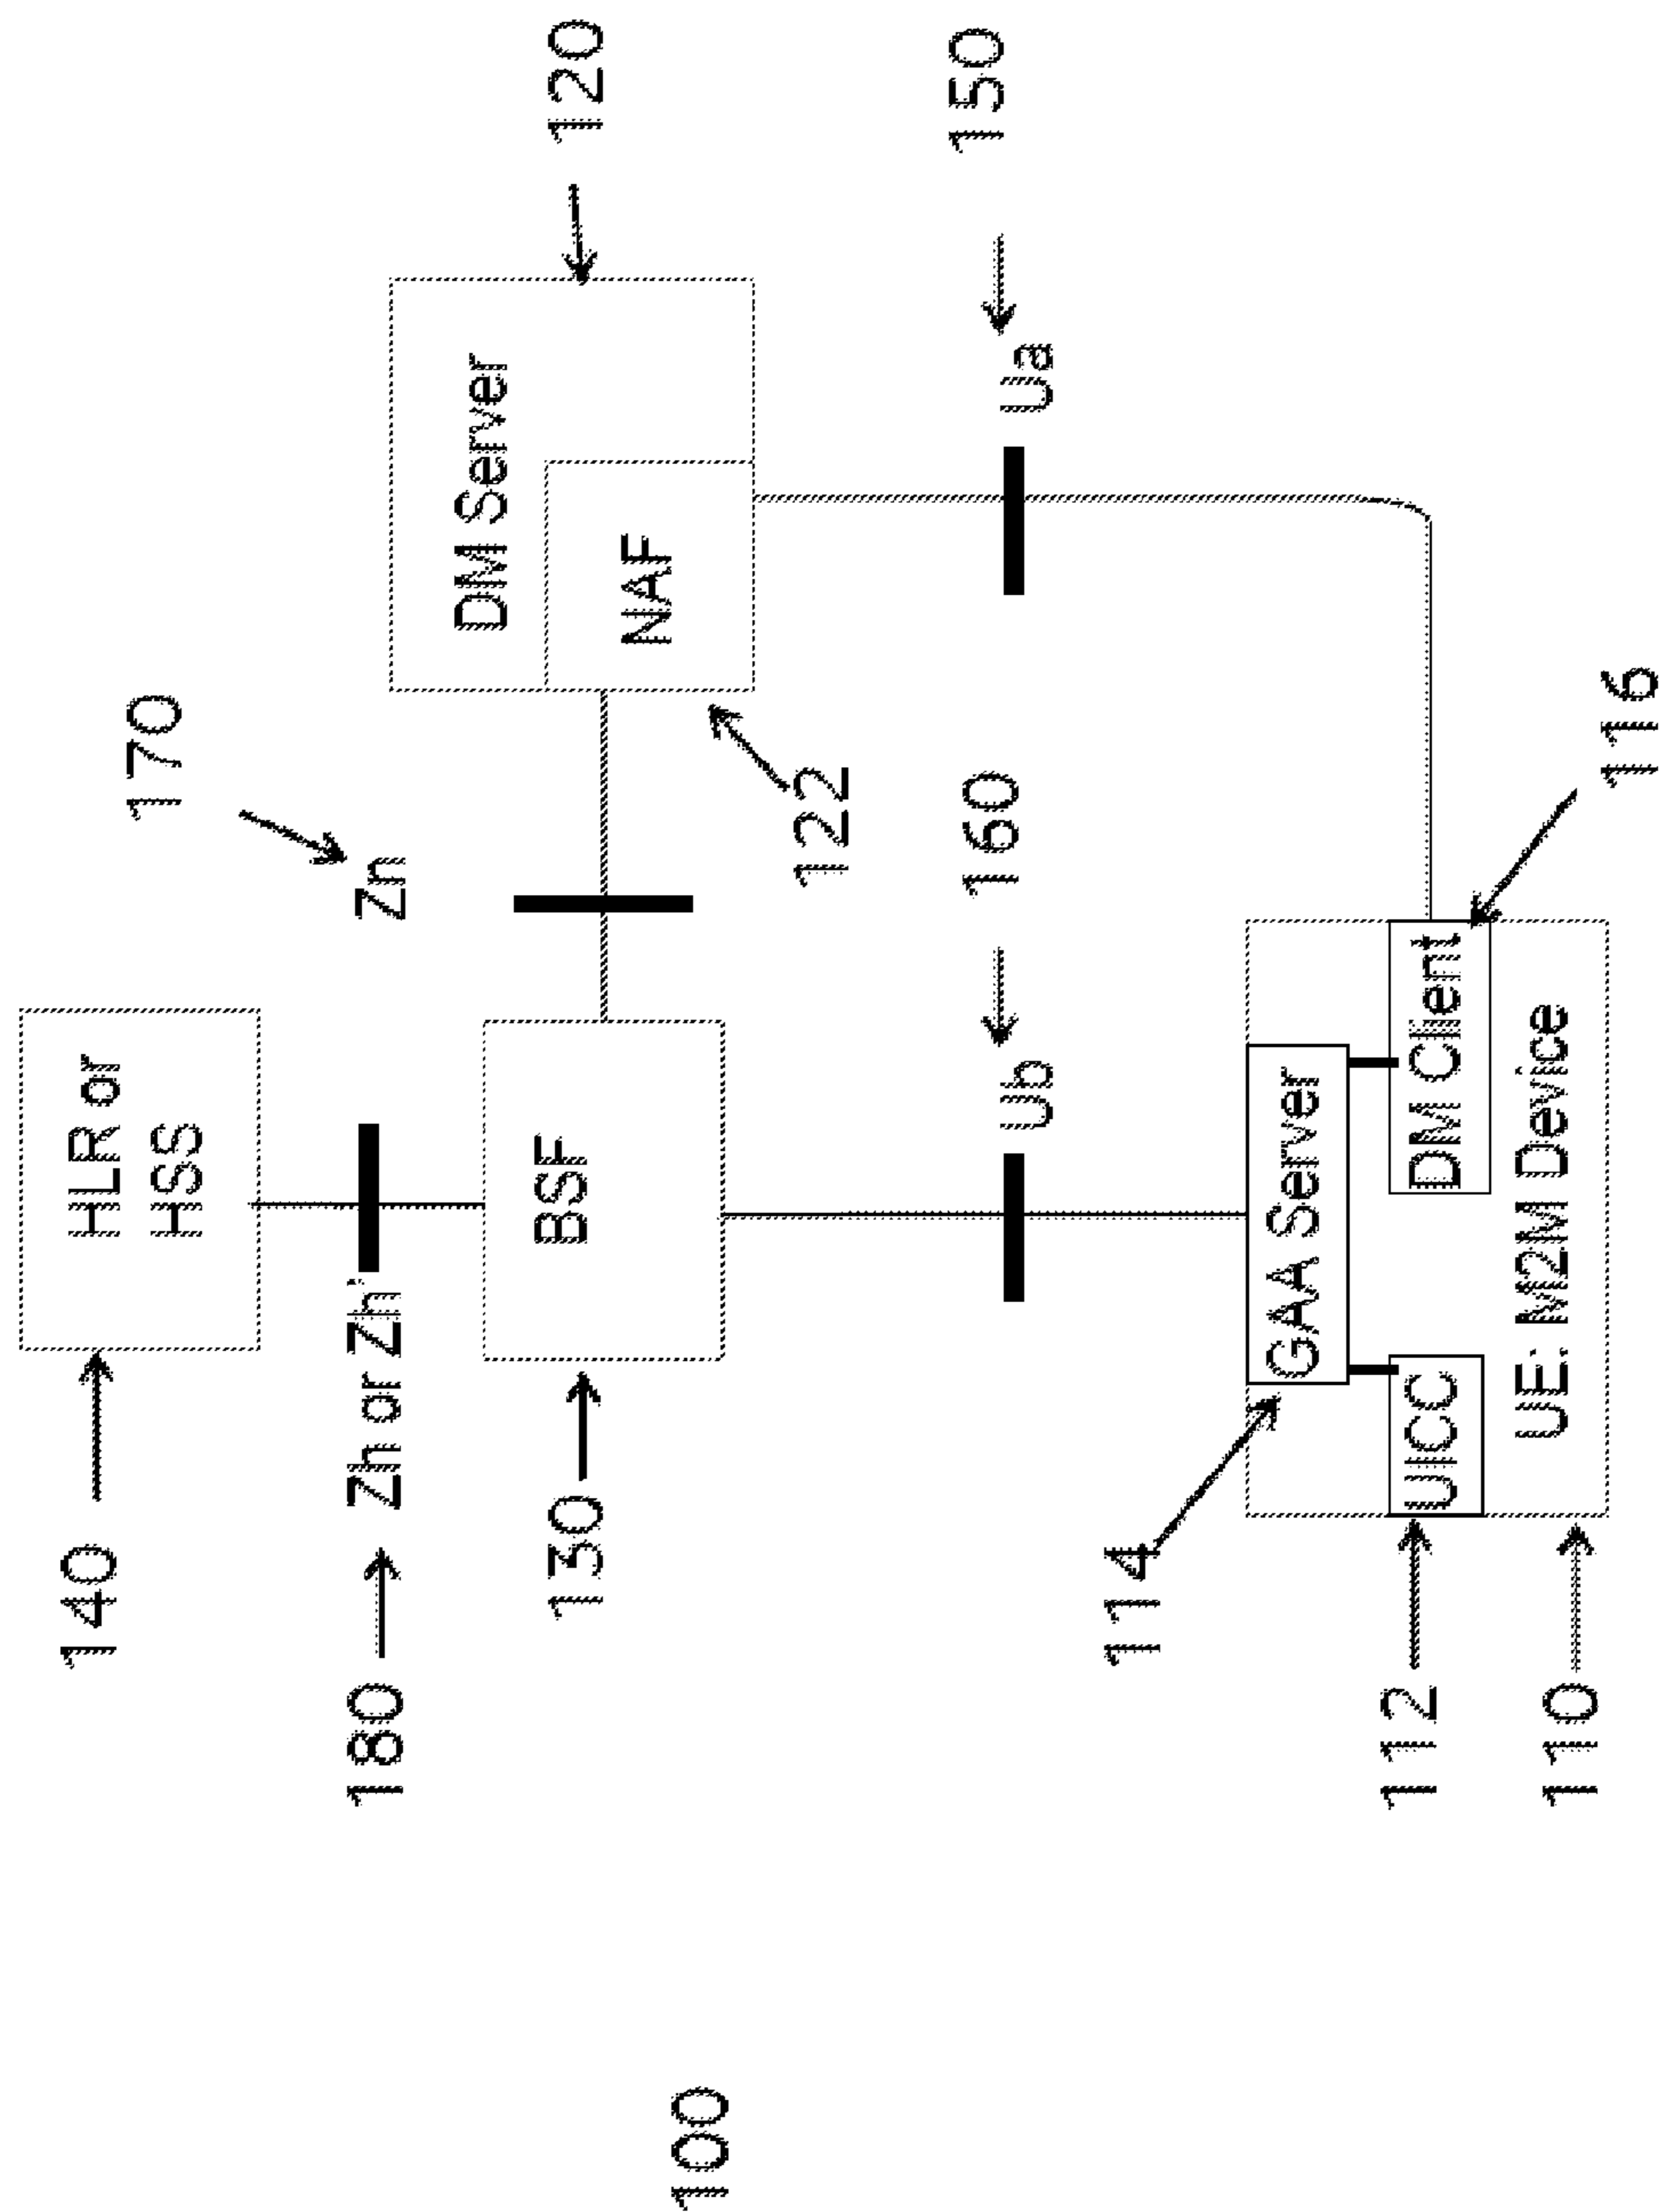 140
HLR or
HSS
170
180
Zh or Zh'
Zn
DM Server
130
BSF
120
NAF
100
122
160
150
Ub
Ua
114
GAA Server
112
UICC
DM Client
UE: M2M Device
110
116